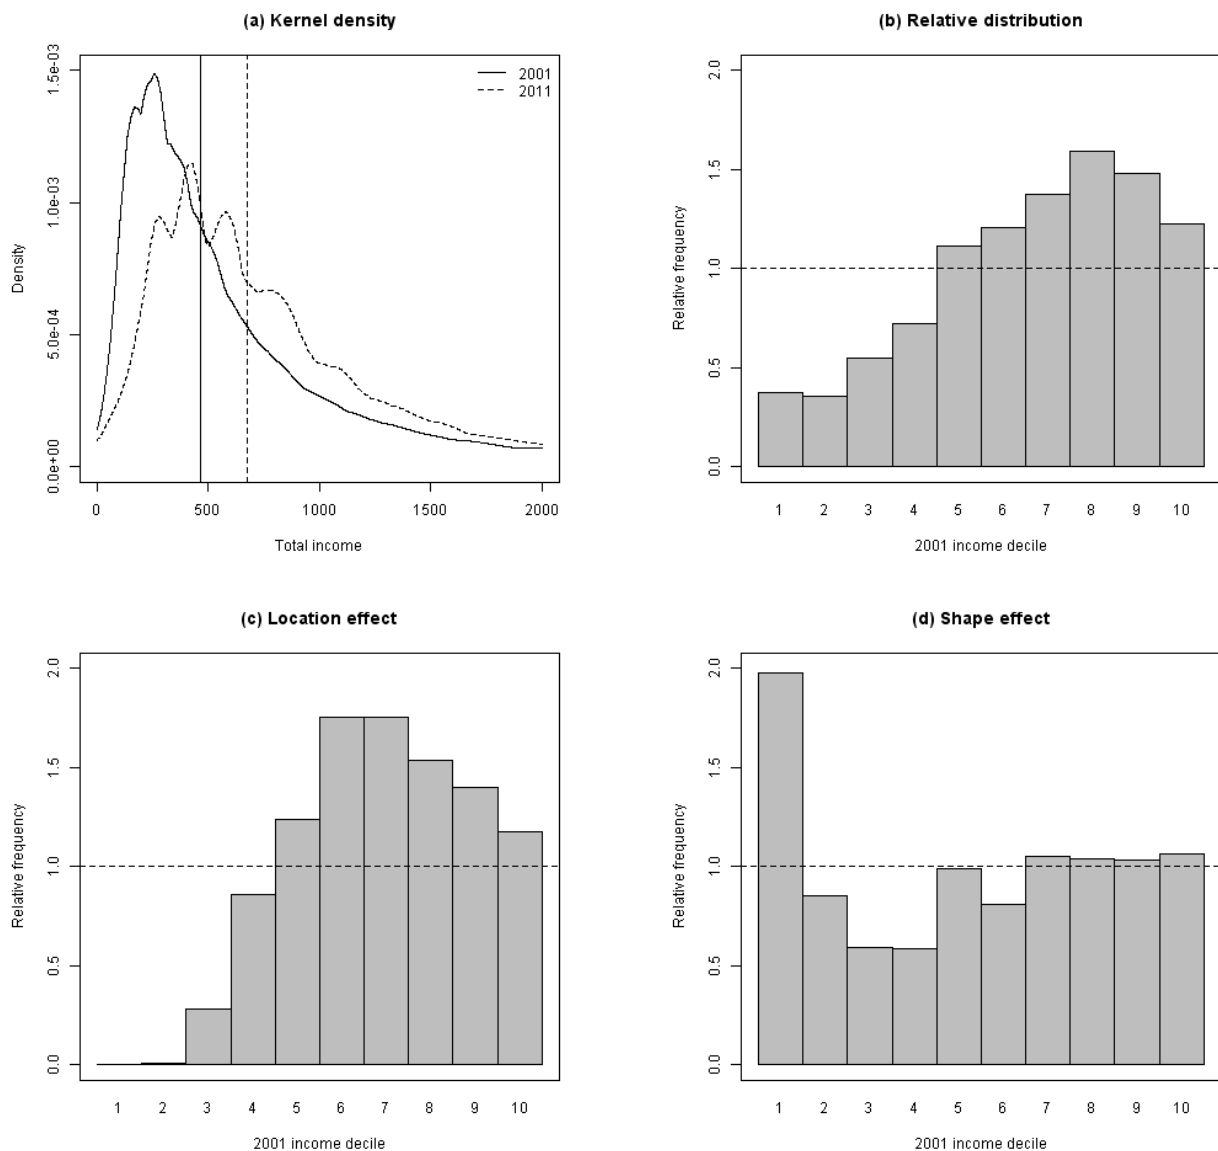 (a) Kernel density
Density
0.0e+00 5.0e-04 1.0e-03 1.5e-03
2001
2011
0 500 1000 1500 2000
Total income
(b) Relative distribution
Relative frequency
0.0 0.5 1.0 1.5 2.0
1 2 3 4 5 6 7 8 9 10
2001 income decile
(c) Location effect
Relative frequency
0.0 0.5 1.0 1.5 2.0
1 2 3 4 5 6 7 8 9 10
2001 income decile
(d) Shape effect
Relative frequency
0.0 0.5 1.0 1.5 2.0
1 2 3 4 5 6 7 8 9 10
2001 income decile